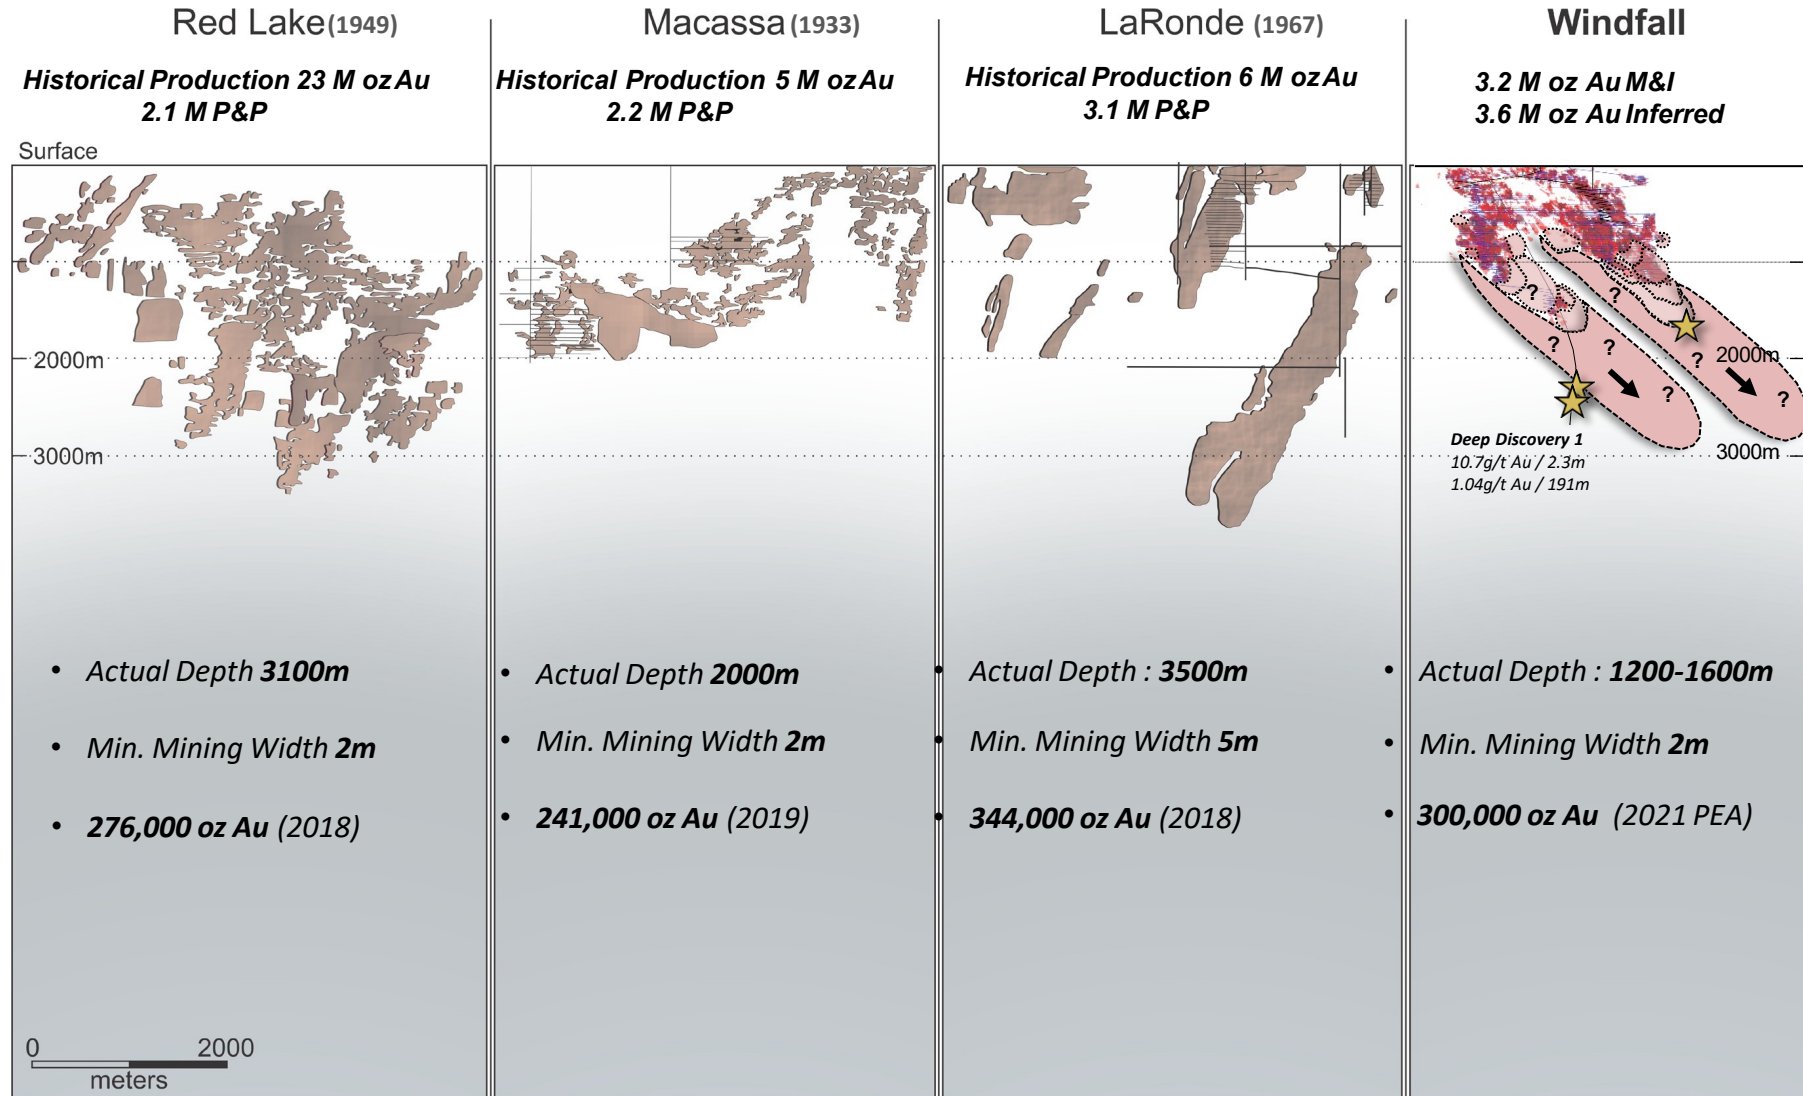 Red Lake (1949)
Historical Production 23 M oz Au
2.1 M P&P
Macassa (1933)
Historical Production 5 M oz Au
2.2 M P&P
LaRonde (1967)
Historical Production 6 M oz Au
3.1 M P&P
Windfall
3.2 M oz Au M&I
3.6 M oz Au Inferred
Surface
2000m
3000m
?
?
?
?
?
?
?
2000m
3000m
Deep Discovery 1
10.7g/t Au / 2.3m
1.04g/t Au / 191m
• Actual Depth 3100m
• Min. Mining Width 2m
• 276,000 oz Au (2018)
• Actual Depth 2000m
• Min. Mining Width 2m
• 241,000 oz Au (2019)
• Actual Depth : 3500m
• Min. Mining Width 5m
• 344,000 oz Au (2018)
• Actual Depth : 1200-1600m
• Min. Mining Width 2m
• 300,000 oz Au (2021 PEA)
0 2000
meters